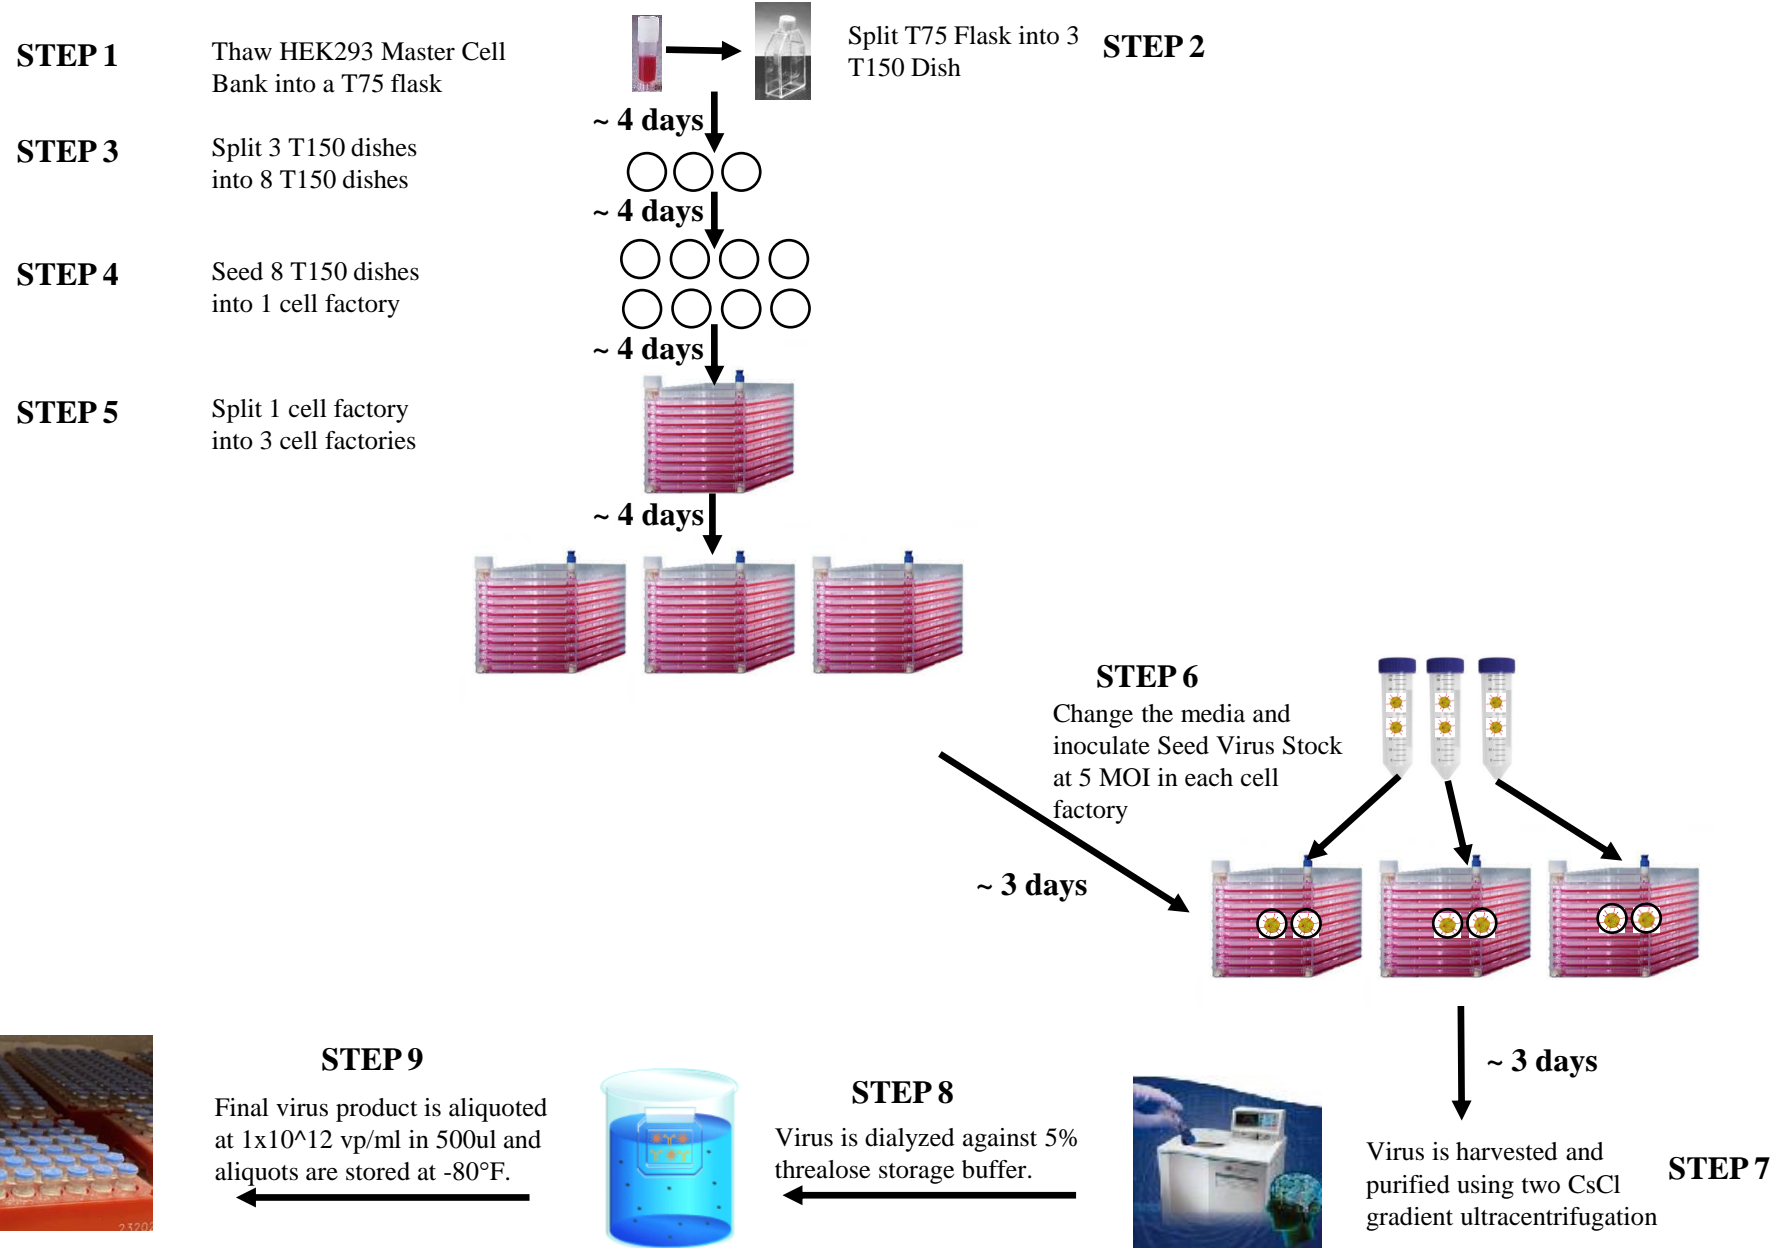 STEP 1
Thaw HEK293 Master Cell
Bank into a T75 flask
Split T75 Flask into 3
T150 Dish
STEP 2
~ 4 days
STEP 3
Split 3 T150 dishes
into 8 T150 dishes
~ 4 days
STEP 4
Seed 8 T150 dishes
into 1 cell factory
~ 4 days
STEP 5
Split 1 cell factory
into 3 cell factories
~ 4 days
STEP 6
Change the media and
inoculate Seed Virus Stock
at 5 MOI in each cell
factory
~ 3 days
~ 3 days
Virus is harvested and
purified using two CsCl
gradient ultracentrifugation
STEP 7
STEP 8
Virus is dialyzed against 5%
threalose storage buffer.
STEP 9
Final virus product is aliquoted
at 1x10^12 vp/ml in 500ul and
aliquots are stored at -80°F.
23202